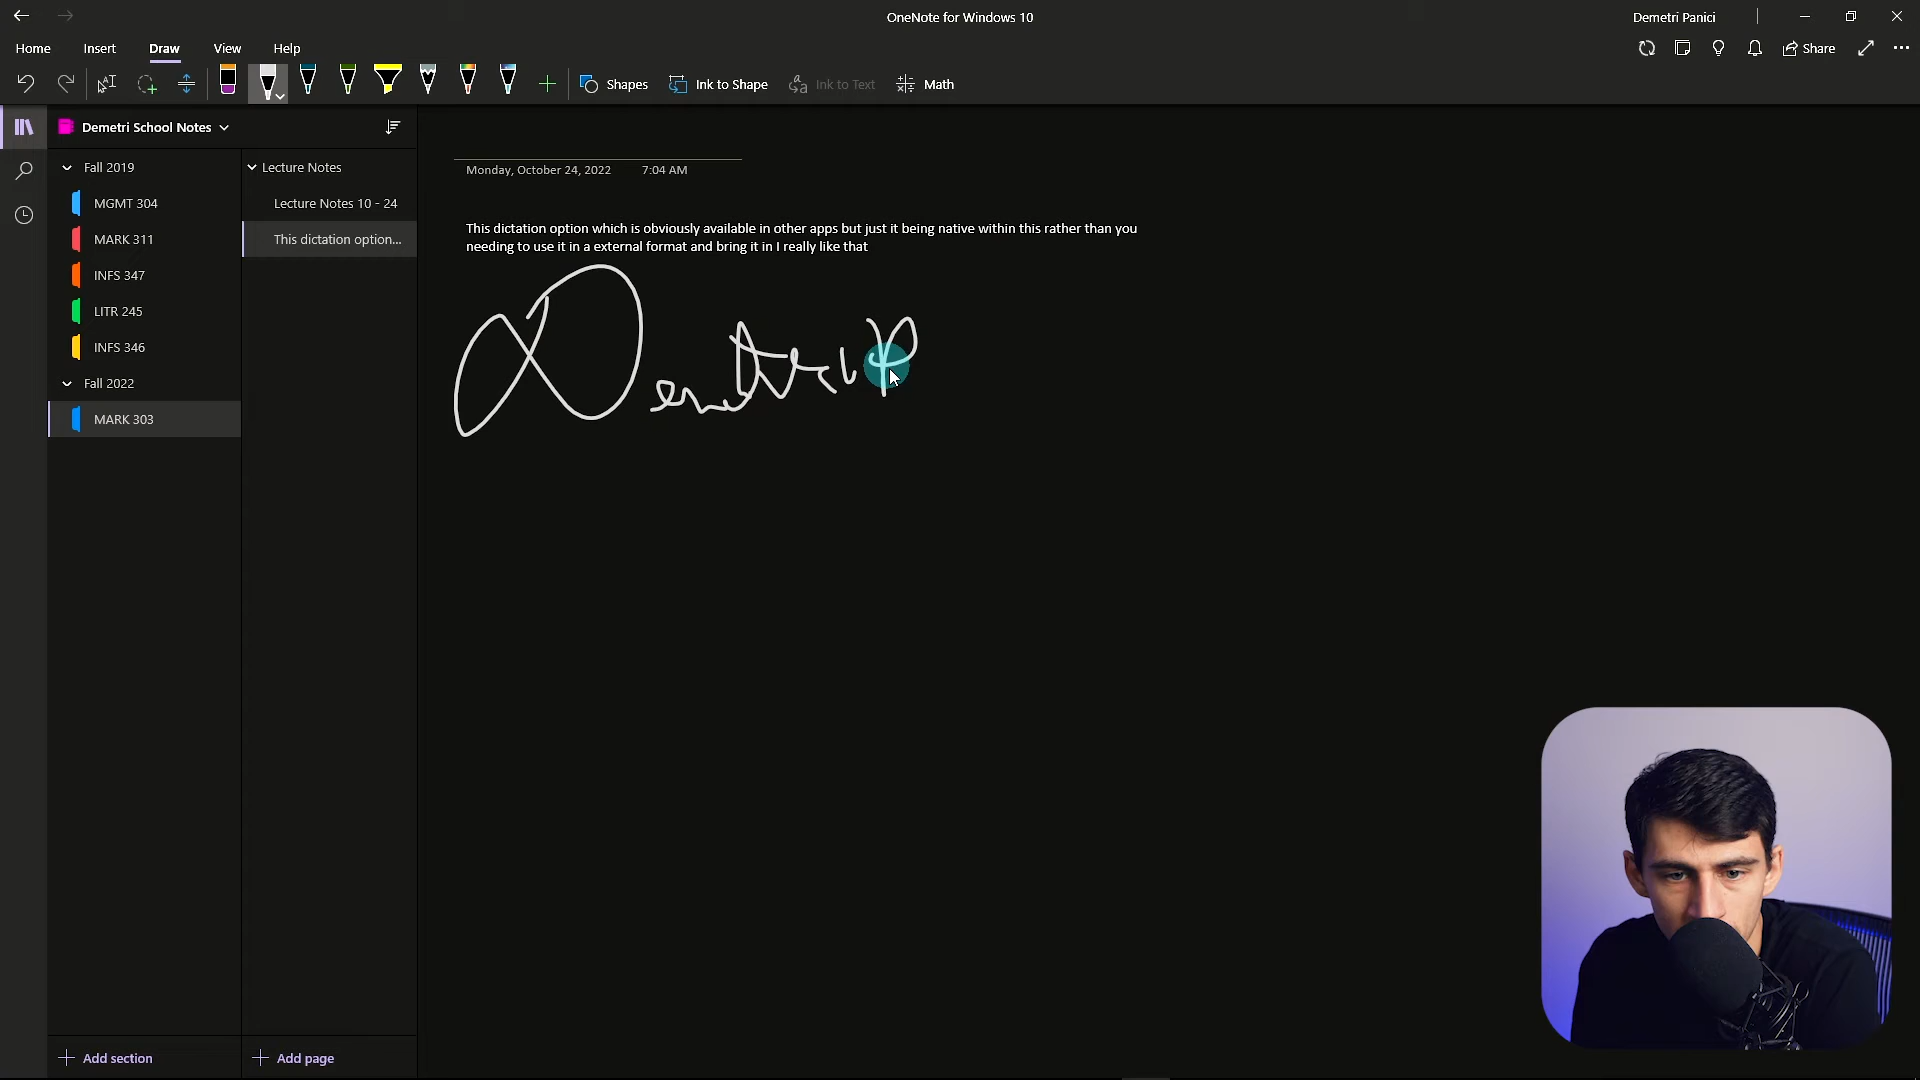 OneNote for Windows 10
Demetri Panici
Home Insert Draw View Help
Share
Shapes Ink to Shape Ink to Text Math
Demetri School Notes
Fall 2019
MGMT 304
MARK 311
INFS 347
LITR 245
INFS 346
Fall 2022
MARK 303
Lecture Notes
Lecture Notes 10 - 24
This dictation option...
Monday, October 24, 2022 7:04 AM
This dictation option which is obviously available in other apps but just it being native within this rather than you
needing to use it in a external format and bring it in I really like that
Demetri P
Add section
Add page